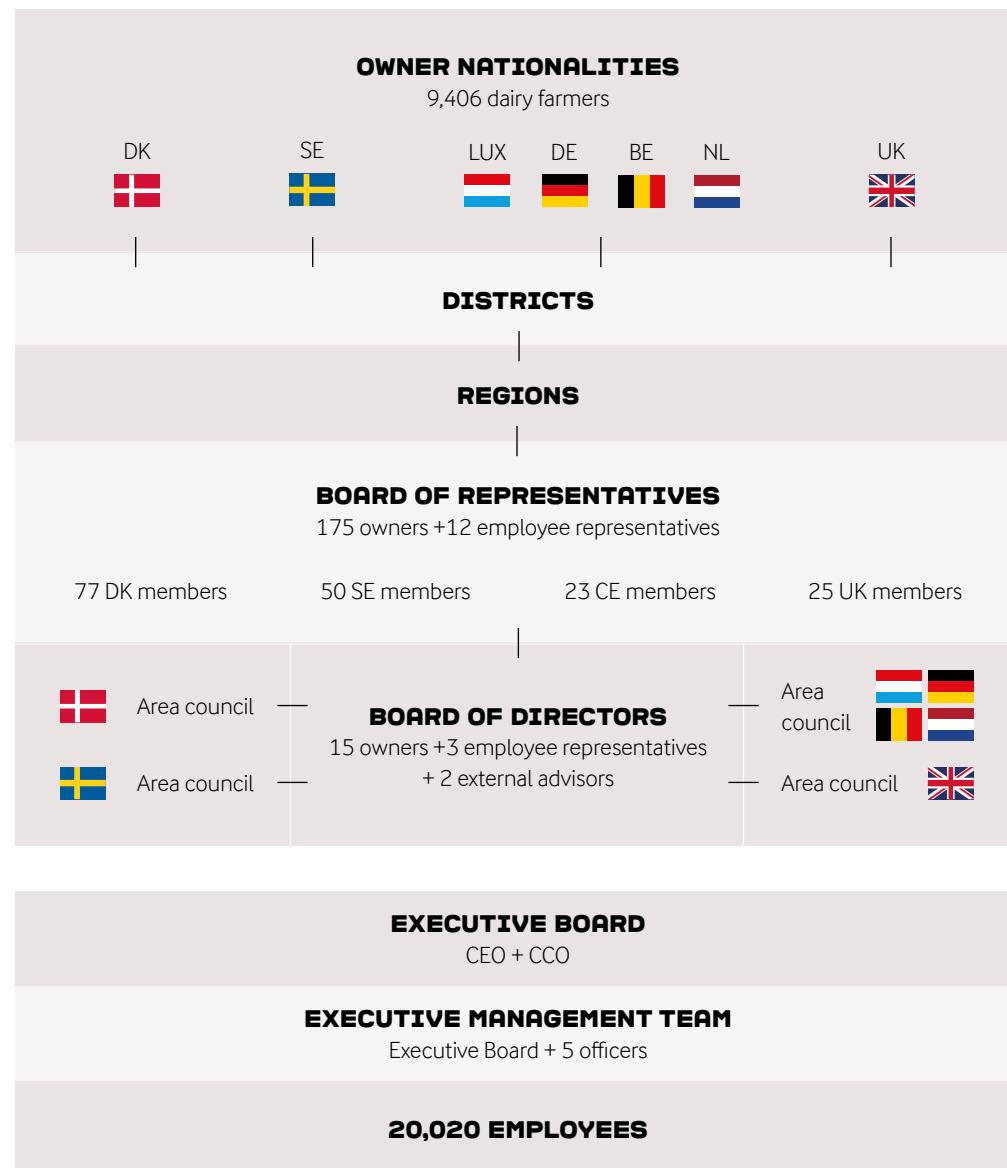 OWNER NATIONALITIES
9,406 dairy farmers
DK
SE
LUX
DE
BE
NL
UK
DISTRICTS
REGIONS
BOARD OF REPRESENTATIVES
175 owners +12 employee representatives
77 DK members
50 SE members
23 CE members
25 UK members
Area council
Area council
BOARD OF DIRECTORS
15 owners +3 employee representatives
+ 2 external advisors
Area
council
Area council
EXECUTIVE BOARD
CEO + CCO
EXECUTIVE MANAGEMENT TEAM
Executive Board + 5 officers
20,020 EMPLOYEES